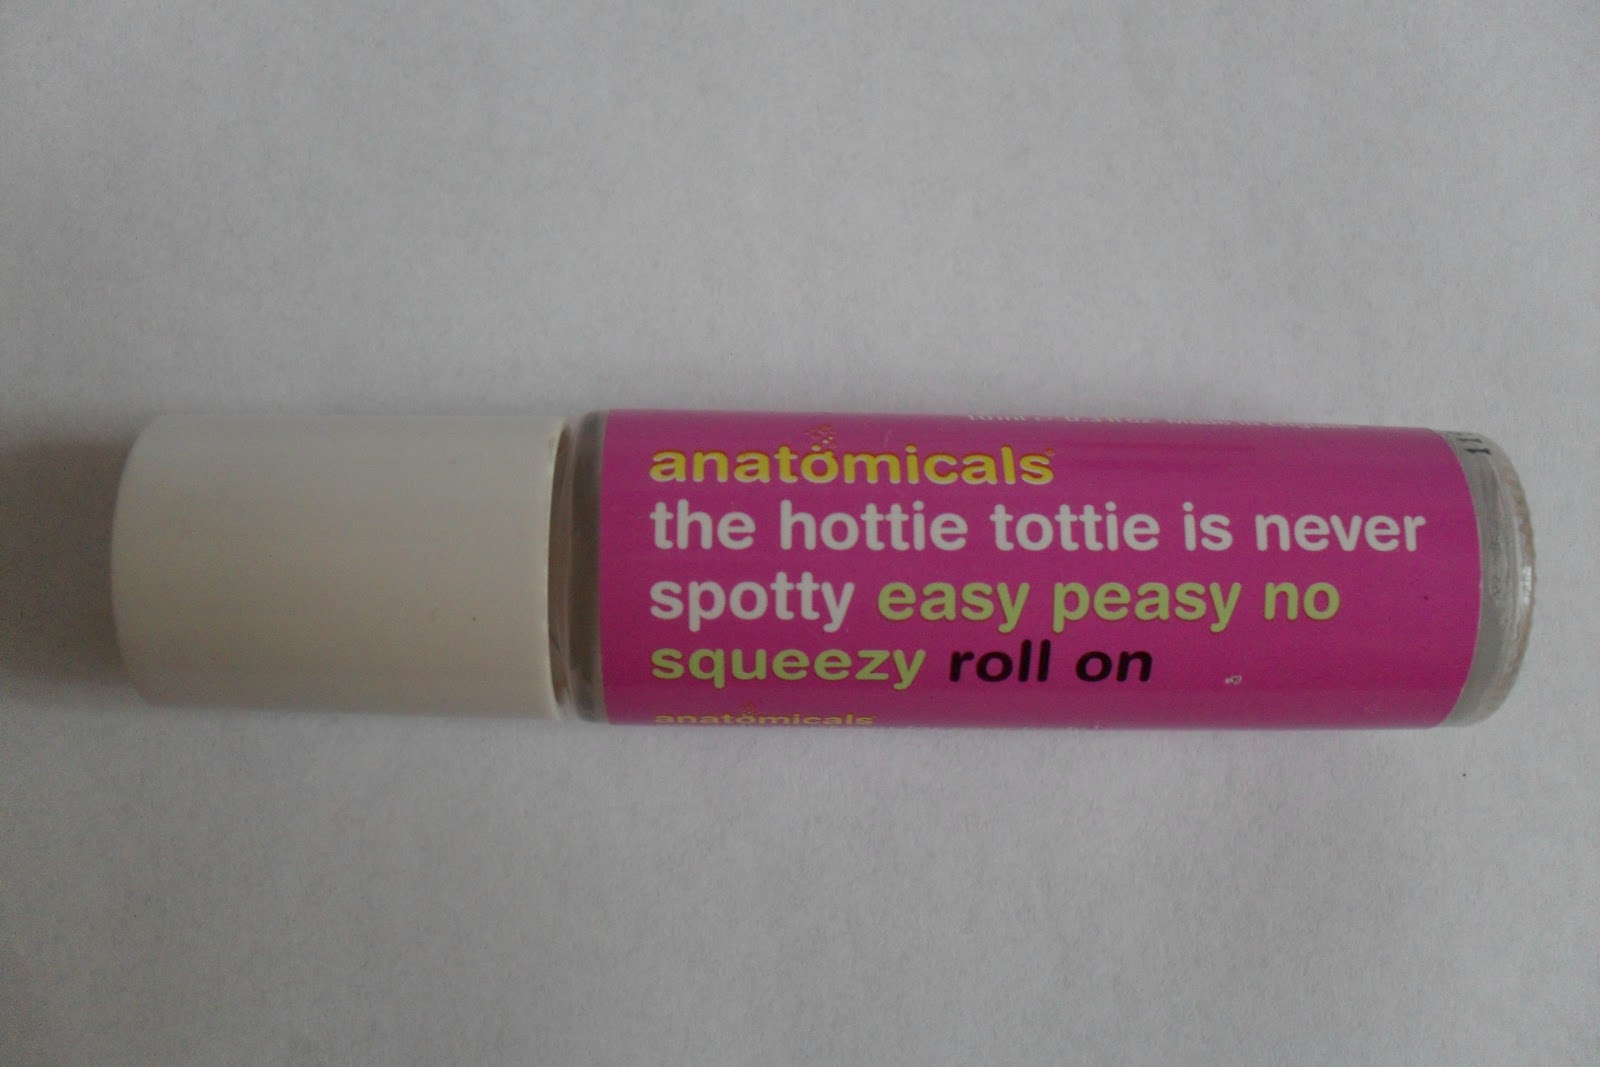 anatomicals
the hottie tottie is never
spotty easy peasy no
squeezy roll on
anatomicals